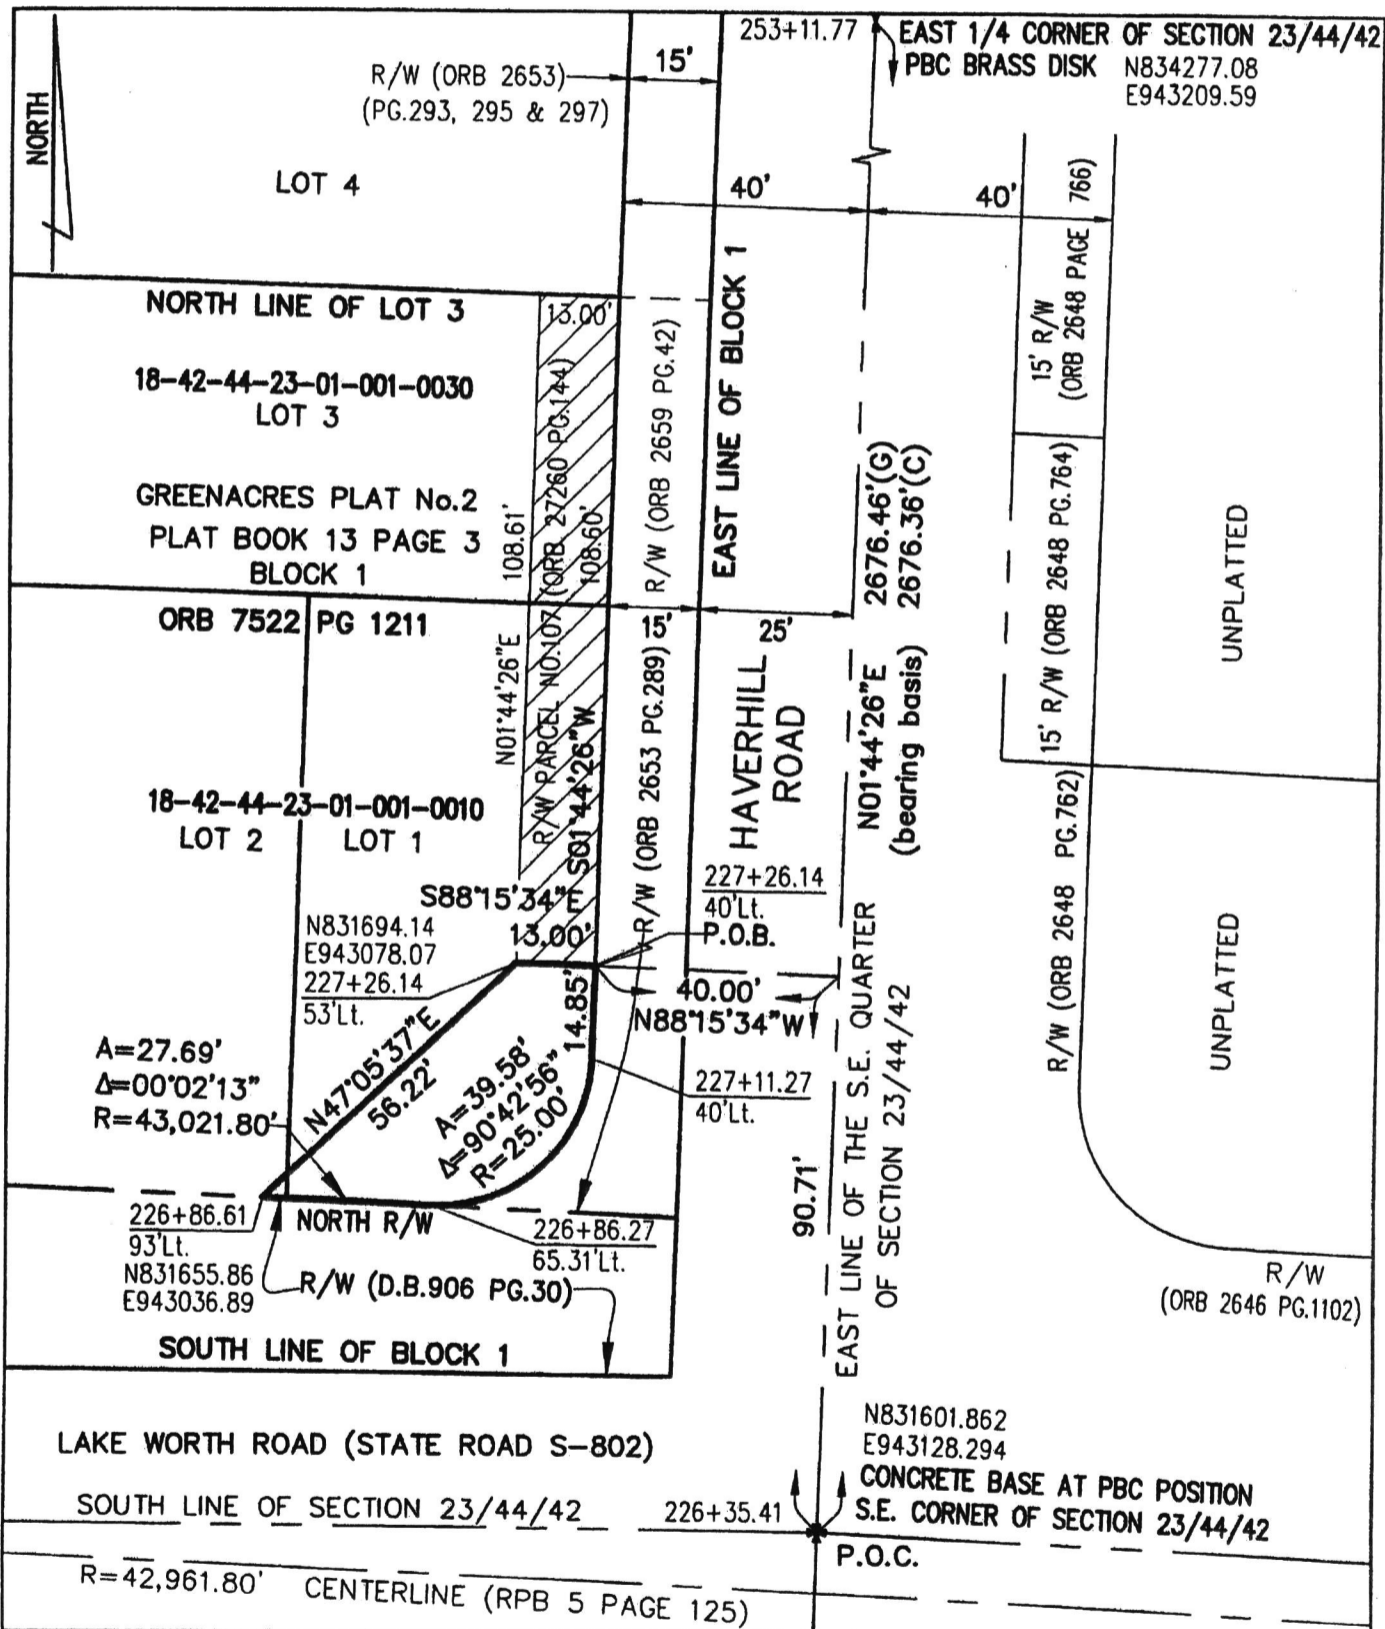 253+11.77
EAST 1/4 CORNER OF SECTION 23/44/42
PBC BRASS DISK N834277.08
E943209.59
15'
R/W (ORB 2653)
(PG.293, 295 & 297)
NORTH
LOT 4
40'
40'
15' R/W
(ORB 2648 PAGE 766)
NORTH LINE OF LOT 3
13.00'
18-42-44-23-01-001-0030
LOT 3
GREENACRES PLAT No.2
PLAT BOOK 13 PAGE 3
BLOCK 1
108.61'
N01°44'26"E
R/W PARCEL NO.107 (ORB 27260 PG.144)
108.60'
S01°44'26"W
R/W (ORB 2659 PG.42)
EAST LINE OF BLOCK 1
2676.46'(G)
2676.36'(C)
N01°44'26"E
(bearing basis)
15' R/W (ORB 2648 PG.764)
UNPLATTED
ORB 7522 PG 1211
15'
25'
R/W (ORB 2653 PG.289)
HAVERHILL
ROAD
18-42-44-23-01-001-0010
LOT 2
LOT 1
R/W (ORB 2648 PG.762)
UNPLATTED
S88°15'34"E
13.00'
227+26.14
40'Lt.
P.O.B.
N831694.14
E943078.07
227+26.14
53'Lt.
40.00'
N88°15'34"W
14.85'
N47°05'37"E
56.22'
A=39.58'
Δ=90°42'56"
R=25.00'
A=27.69'
Δ=00°02'13"
R=43,021.80'
227+11.27
40'Lt.
90.71'
EAST LINE OF THE S.E. QUARTER
OF SECTION 23/44/42
226+86.61
93'Lt.
N831655.86
E943036.89
NORTH R/W
226+86.27
65.31'Lt.
R/W (D.B.906 PG.30)
R/W
(ORB 2646 PG.1102)
SOUTH LINE OF BLOCK 1
N831601.862
E943128.294
CONCRETE BASE AT PBC POSITION
S.E. CORNER OF SECTION 23/44/42
LAKE WORTH ROAD (STATE ROAD S-802)
SOUTH LINE OF SECTION 23/44/42
226+35.41
P.O.C.
R=42,961.80'
CENTERLINE (RPB 5 PAGE 125)